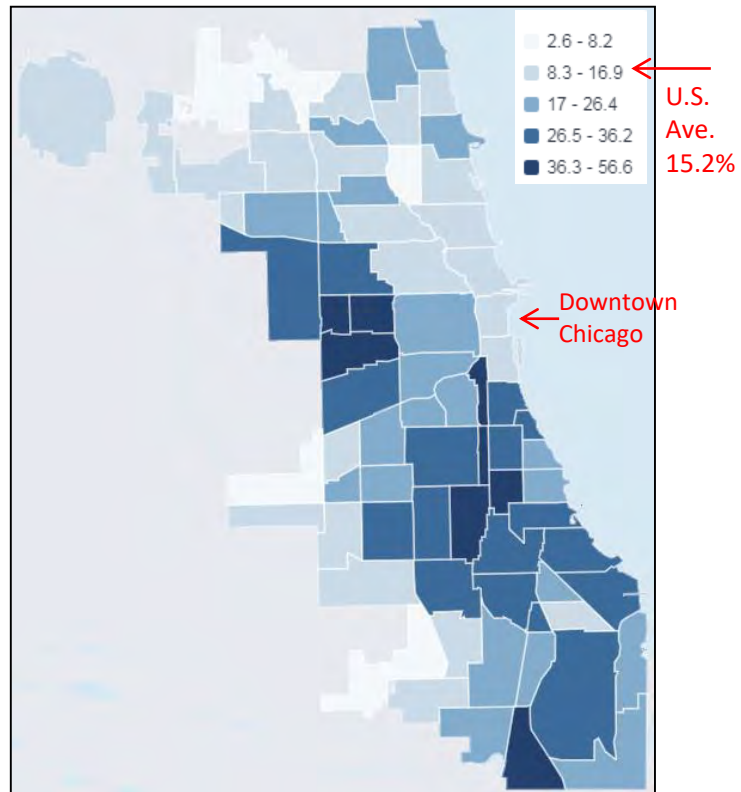 2.6 - 8.2
8.3 - 16.9
17 - 26.4
26.5 - 36.2
36.3 - 56.6
U.S.
Ave.
15.2%
Downtown
Chicago